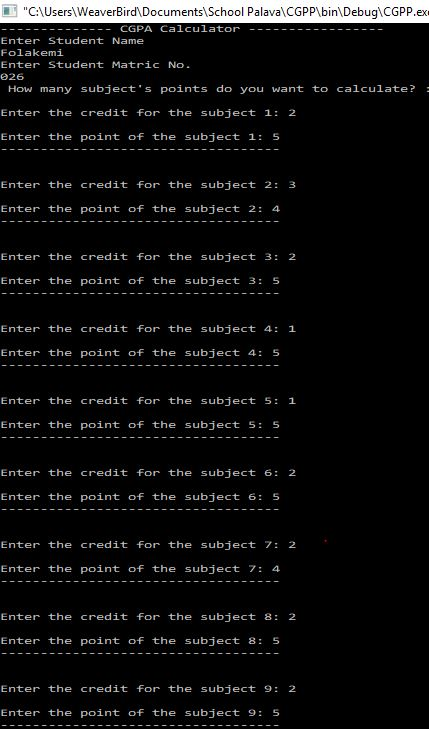 "C:\Users\WeaverBird\Documents\School Palava\CGPP\bin\Debug\CGPP.exe
-------------- CGPA Calculator -----------------
Enter Student Name
Folakemi
Enter Student Matric No.
026
How many subject's points do you want to calculate? :
Enter the credit for the subject 1: 2
Enter the point of the subject 1: 5
-----------------------------------
Enter the credit for the subject 2: 3
Enter the point of the subject 2: 4
-----------------------------------
Enter the credit for the subject 3: 2
Enter the point of the subject 3: 5
-----------------------------------
Enter the credit for the subject 4: 1
Enter the point of the subject 4: 5
-----------------------------------
Enter the credit for the subject 5: 1
Enter the point of the subject 5: 5
-----------------------------------
Enter the credit for the subject 6: 2
Enter the point of the subject 6: 5
-----------------------------------
Enter the credit for the subject 7: 2
Enter the point of the subject 7: 4
-----------------------------------
Enter the credit for the subject 8: 2
Enter the point of the subject 8: 5
-----------------------------------
Enter the credit for the subject 9: 2
Enter the point of the subject 9: 5
-----------------------------------